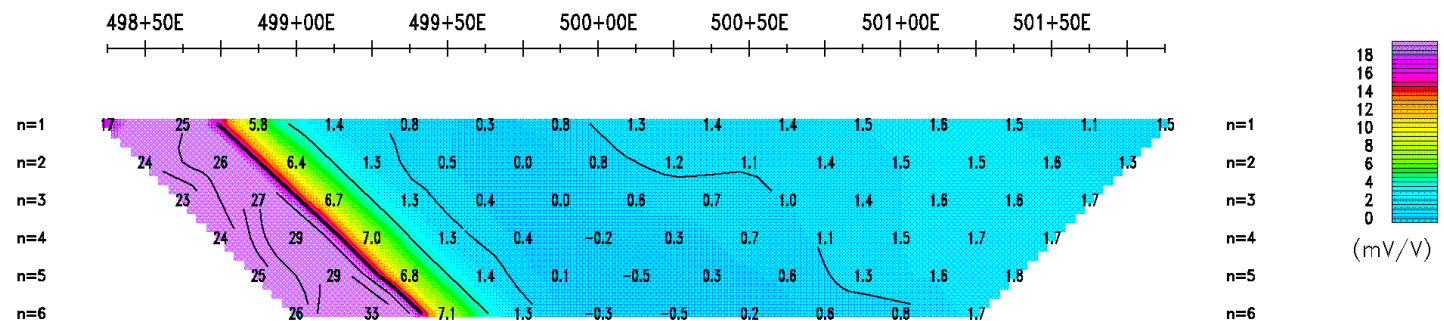 498+50E 499+00E 499+50E 500+00E 500+50E 501+00E 501+50E
18
16
14
12
10
8
6
4
2
0
(mV/V)
n=1 17 25 5.8 1.4 0.8 0.3 0.8 1.3 1.4 1.4 1.5 1.6 1.5 1.1 1.5 n=1
n=2 24 26 6.4 1.3 0.5 0.0 0.8 1.2 1.1 1.4 1.5 1.5 1.6 1.3 n=2
n=3 23 27 6.7 1.3 0.4 0.0 0.6 0.7 1.0 1.4 1.6 1.6 1.7 n=3
n=4 24 29 7.0 1.3 0.4 -0.2 0.3 0.7 1.1 1.5 1.7 1.7 n=4
n=5 25 29 6.8 1.4 0.1 -0.5 0.3 0.6 1.3 1.6 1.8 n=5
n=6 26 33 7.1 1.3 -0.3 -0.5 0.2 0.6 0.8 1.7 n=6